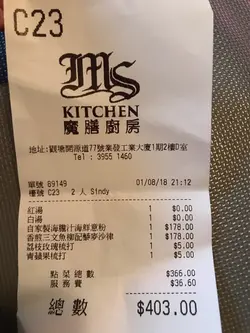 C23
MS
KITCHEN
魔膳廚房
地址:觀塘開源道77號業發工業大廈1期2樓D室
Tel : 3955 1460
單號 89149 01/08/18 21:12
檯號 C23 2 人 Sindy
紅湯 1 $0.00
白湯 1 $0.00
自家製海膽汁海鮮意粉 1 $178.00
香煎三文魚柳配藜麥沙律 1 $178.00
荔枝玫瑰梳打 1 $5.00
青蘋果梳打 1 $5.00
點菜總數 $366.00
服務費 $36.60
總數 $403.00